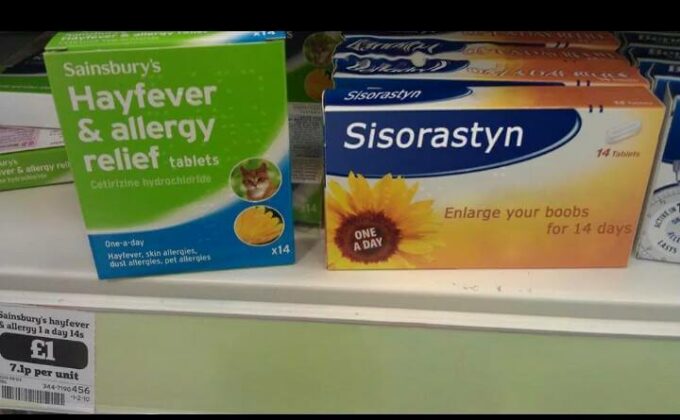 x14
Sainsbury's
Hayfever
& allergy
relief tablets
Cetirizine hydrochloride
One-a-day
Hayfever, skin allergies,
dust allergies, pet allergies
x14
Sisorastyn
Sisorastyn
14 Tablets
Enlarge your boobs
for 14 days
ONE
A DAY
Sainsbury's hayfever
& allergy 1 a day 14s
£1
7.1p per unit